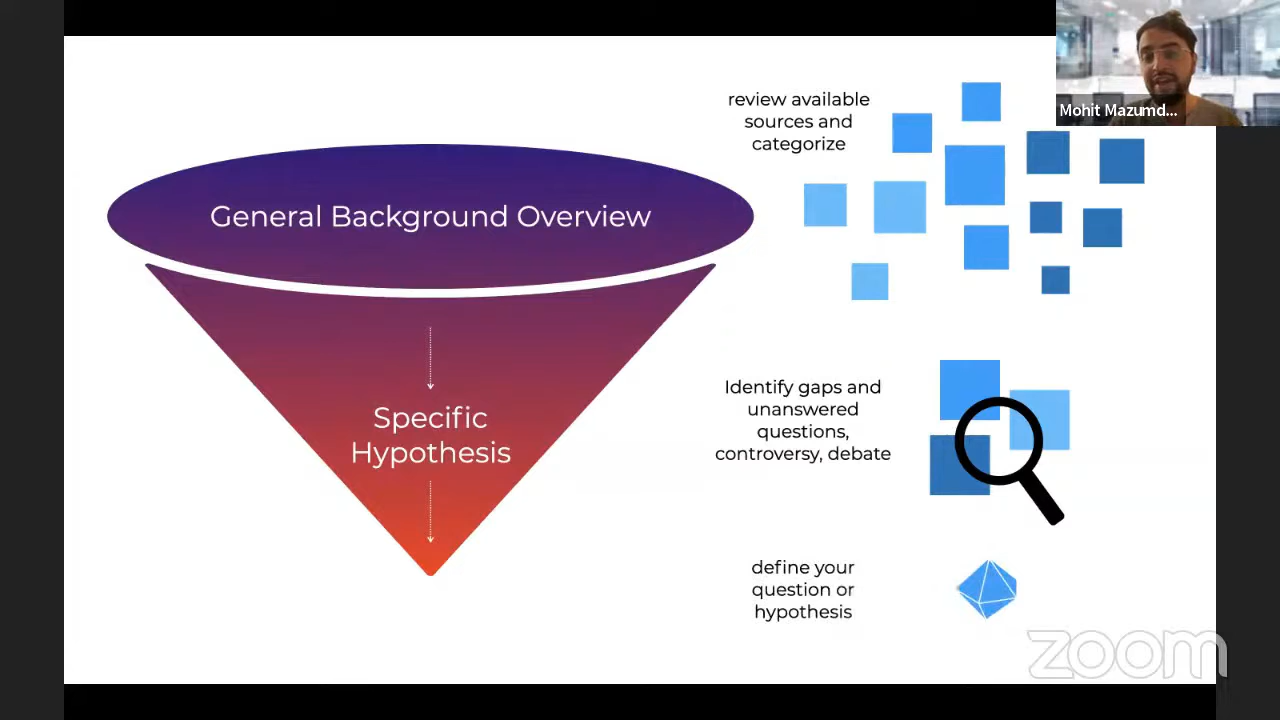 Mohit Mazumd...
review available
sources and
categorize
General Background Overview
Specific
Hypothesis
Identify gaps and
unanswered
questions,
controversy, debate
define your
question or
hypothesis
zoom